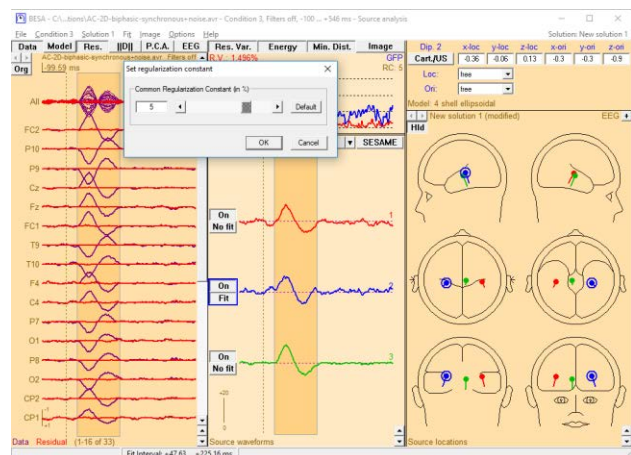 BESA - C:\...tions\AC-2D-biphasic-synchronous+noise.avr - Condition 3, Filters off, -100 ... +546 ms - Source analysis
File Condition 3 Solution 1 Fit Image Options Help
Solution: New solution 1
Data Model Res. ||D|| P.C.A. EEG Res. Var. Energy Min. Dist. Image
Dip. 2 x-loc y-loc z-loc x-ori y-ori z-ori
Cart./US -0.36 -0.06 0.13 -0.3 -0.3 -0.9
AC-2D-biphasic-synchronous+noise.avr Filters off
R.V.: 1.496% GFP
Org -99.59 ms
RC: 5
Loc: free
Ori: free
Model: 4 shell ellipsoidal
New solution 1 (modified) EEG
Hld
Set regularization constant
Common Regularization Constant (in %)
5 Default
OK Cancel
SESAME
All
FC2
P10
P9
Cz
Fz
FC1
T9
T10
F4
C4
P7
O1
P8
O2
CP2
CP1
On
No fit
1
On
Fit
2
On
No fit
3
+20
0
Data Residual (1-16 of 33)
Source waveforms
Source locations
Fit Interval: +47.63 +225.16 ms